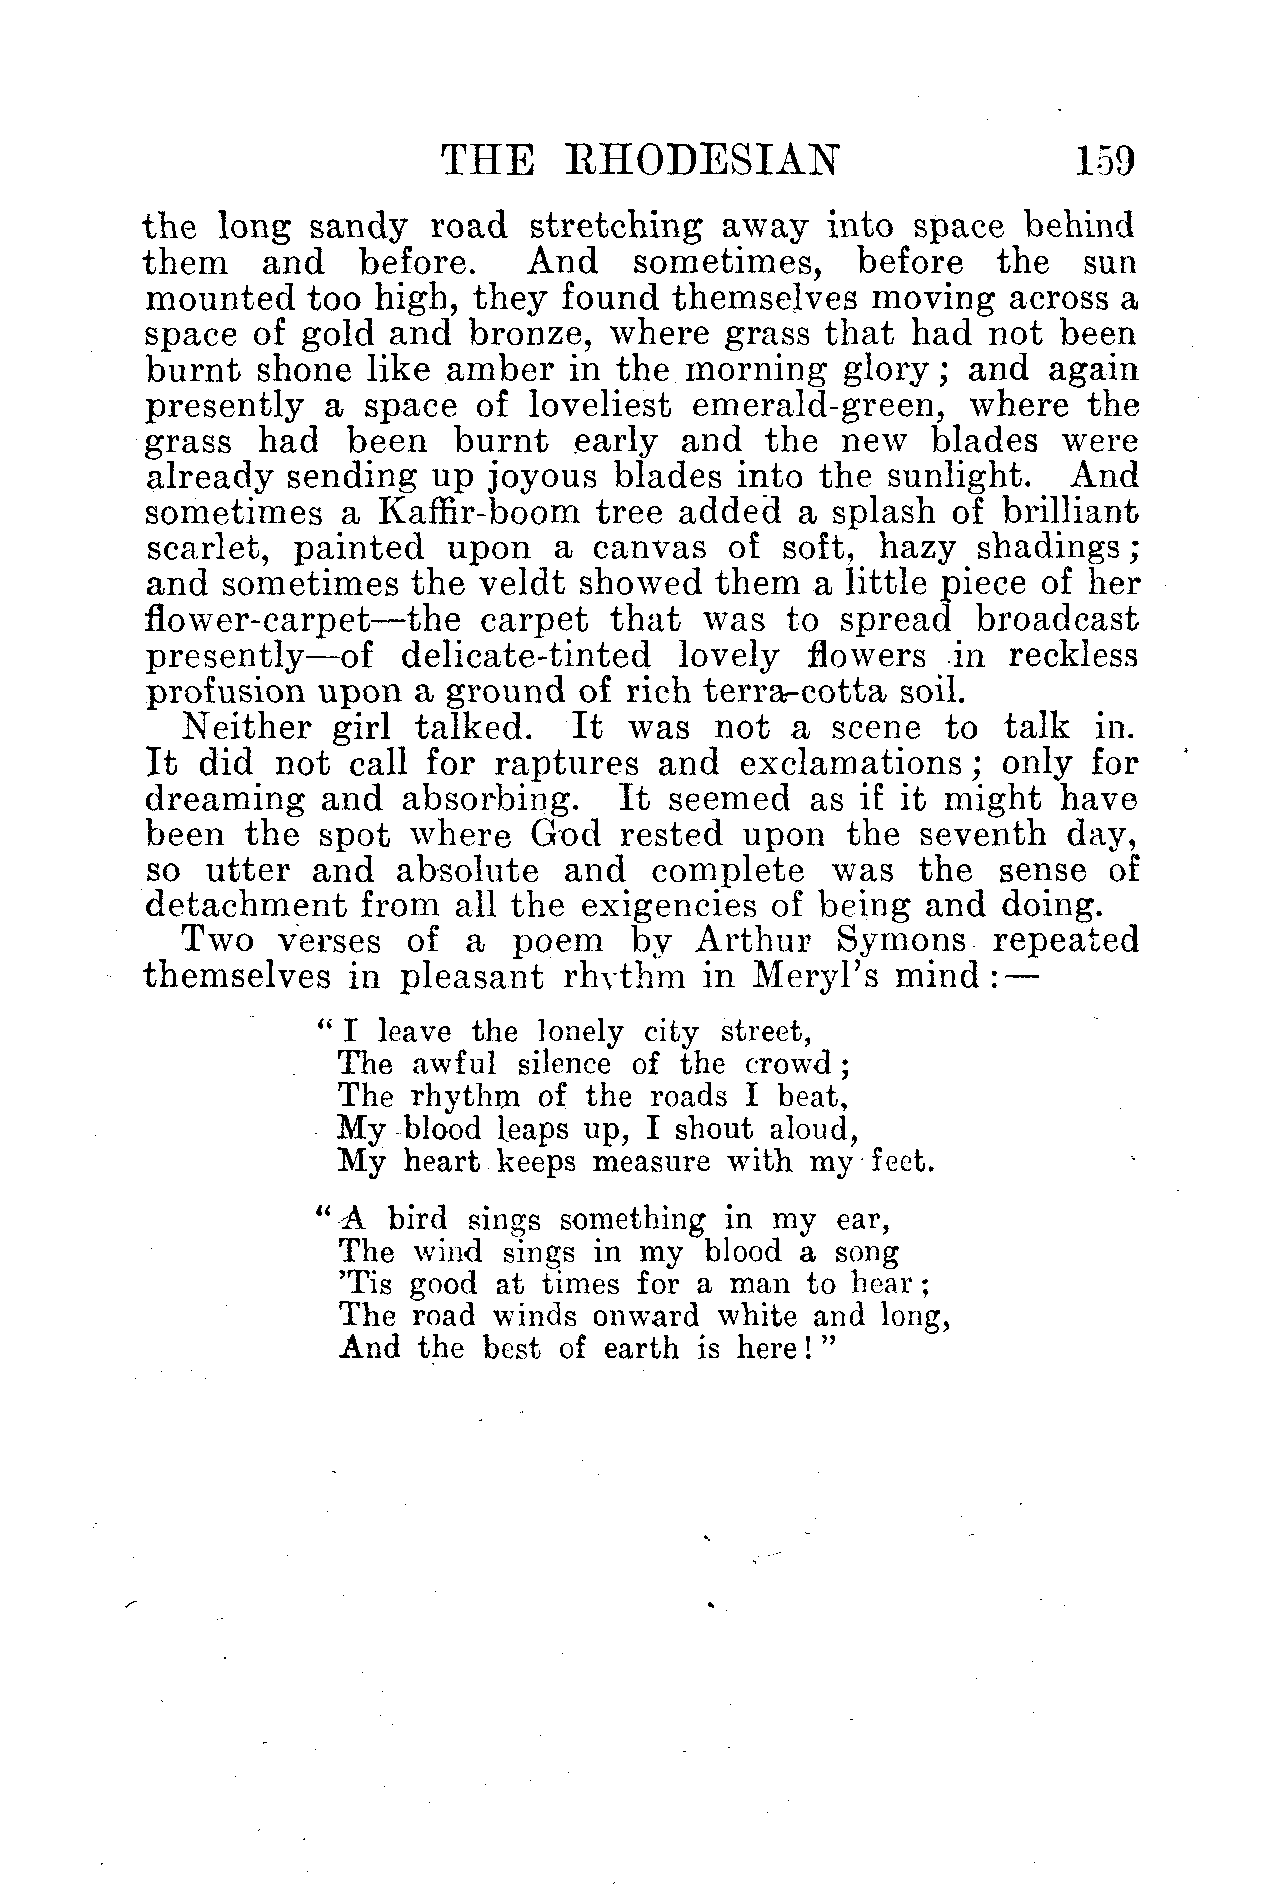 THE RHODESIAN 159
the long sandy road stretching away into space behind
them and before. And sometimes, before the sun
mounted too high, they found themselves moving across a
space of gold and bronze, where grass that had not been
burnt shone like amber in the morning glory; and again
presently a space of loveliest emerald-green, where the
grass had been burnt early and the new blades were
already sending up joyous blades into the sunlight. And
sometimes a Kaffir-boom tree added a splash of brilliant
scarlet, painted upon a canvas of soft, hazy shadings;
and sometimes the veldt showed them a little piece of her
flower-carpet—the carpet that was to spread broadcast
presently—of delicate-tinted lovely flowers in reckless
profusion upon a ground of rich terra-cotta soil.
Neither girl talked. It was not a scene to talk in.
It did not call for raptures and exclamations; only for
dreaming and absorbing. It seemed as if it might have
been the spot where God rested upon the seventh day,
so utter and absolute and complete was the sense of
detachment from all the exigencies of being and doing.
Two verses of a poem by Arthur Symons repeated
themselves in pleasant rhythm in Meryl's mind:—
"I leave the lonely city street,
The awful silence of the crowd;
The rhythm of the roads I beat,
My blood leaps up, I shout aloud,
My heart keeps measure with my feet.
"A bird sings something in my ear,
The wind sings in my blood a song
'Tis good at times for a man to hear;
The road winds onward white and long,
And the best of earth is here!"